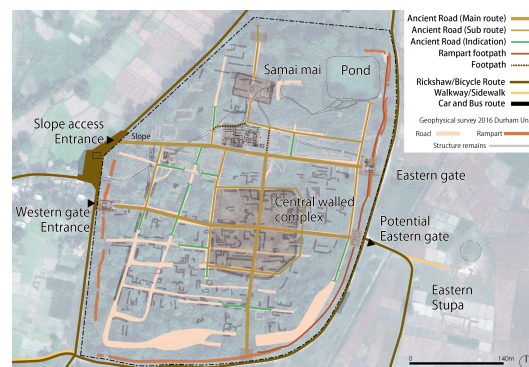 Ancient Road (Main route)
Ancient Road (Sub route)
Ancient Road (Indication)
Rampart footpath
Footpath
Rickshaw/Bicycle Route
Walkway/Sidewalk
Car and Bus route
Geophysical survey 2016 Durham Un
Road
Rampart
Structure remains
Samai mai
Pond
Slope access
Entrance
Slope
Eastern gate
Central walled
complex
Western gate
Entrance
Potential
Eastern gate
Eastern
Stupa
0
140m